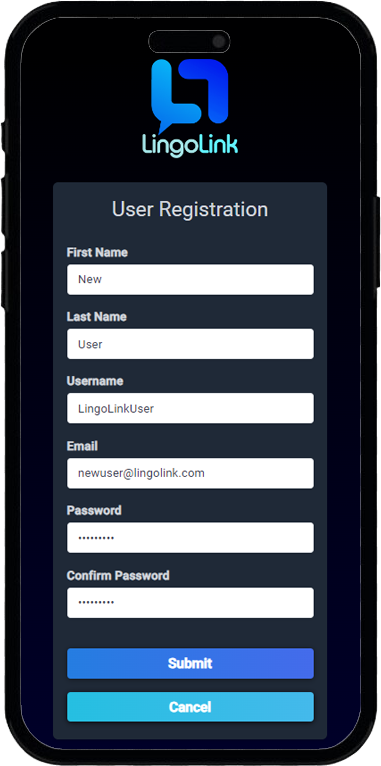 LingoLink
User Registration
First Name
New
Last Name
User
Username
LingoLinkUser
Email
newuser@lingolink.com
Password
•••••••••
Confirm Password
•••••••••
Submit
Cancel